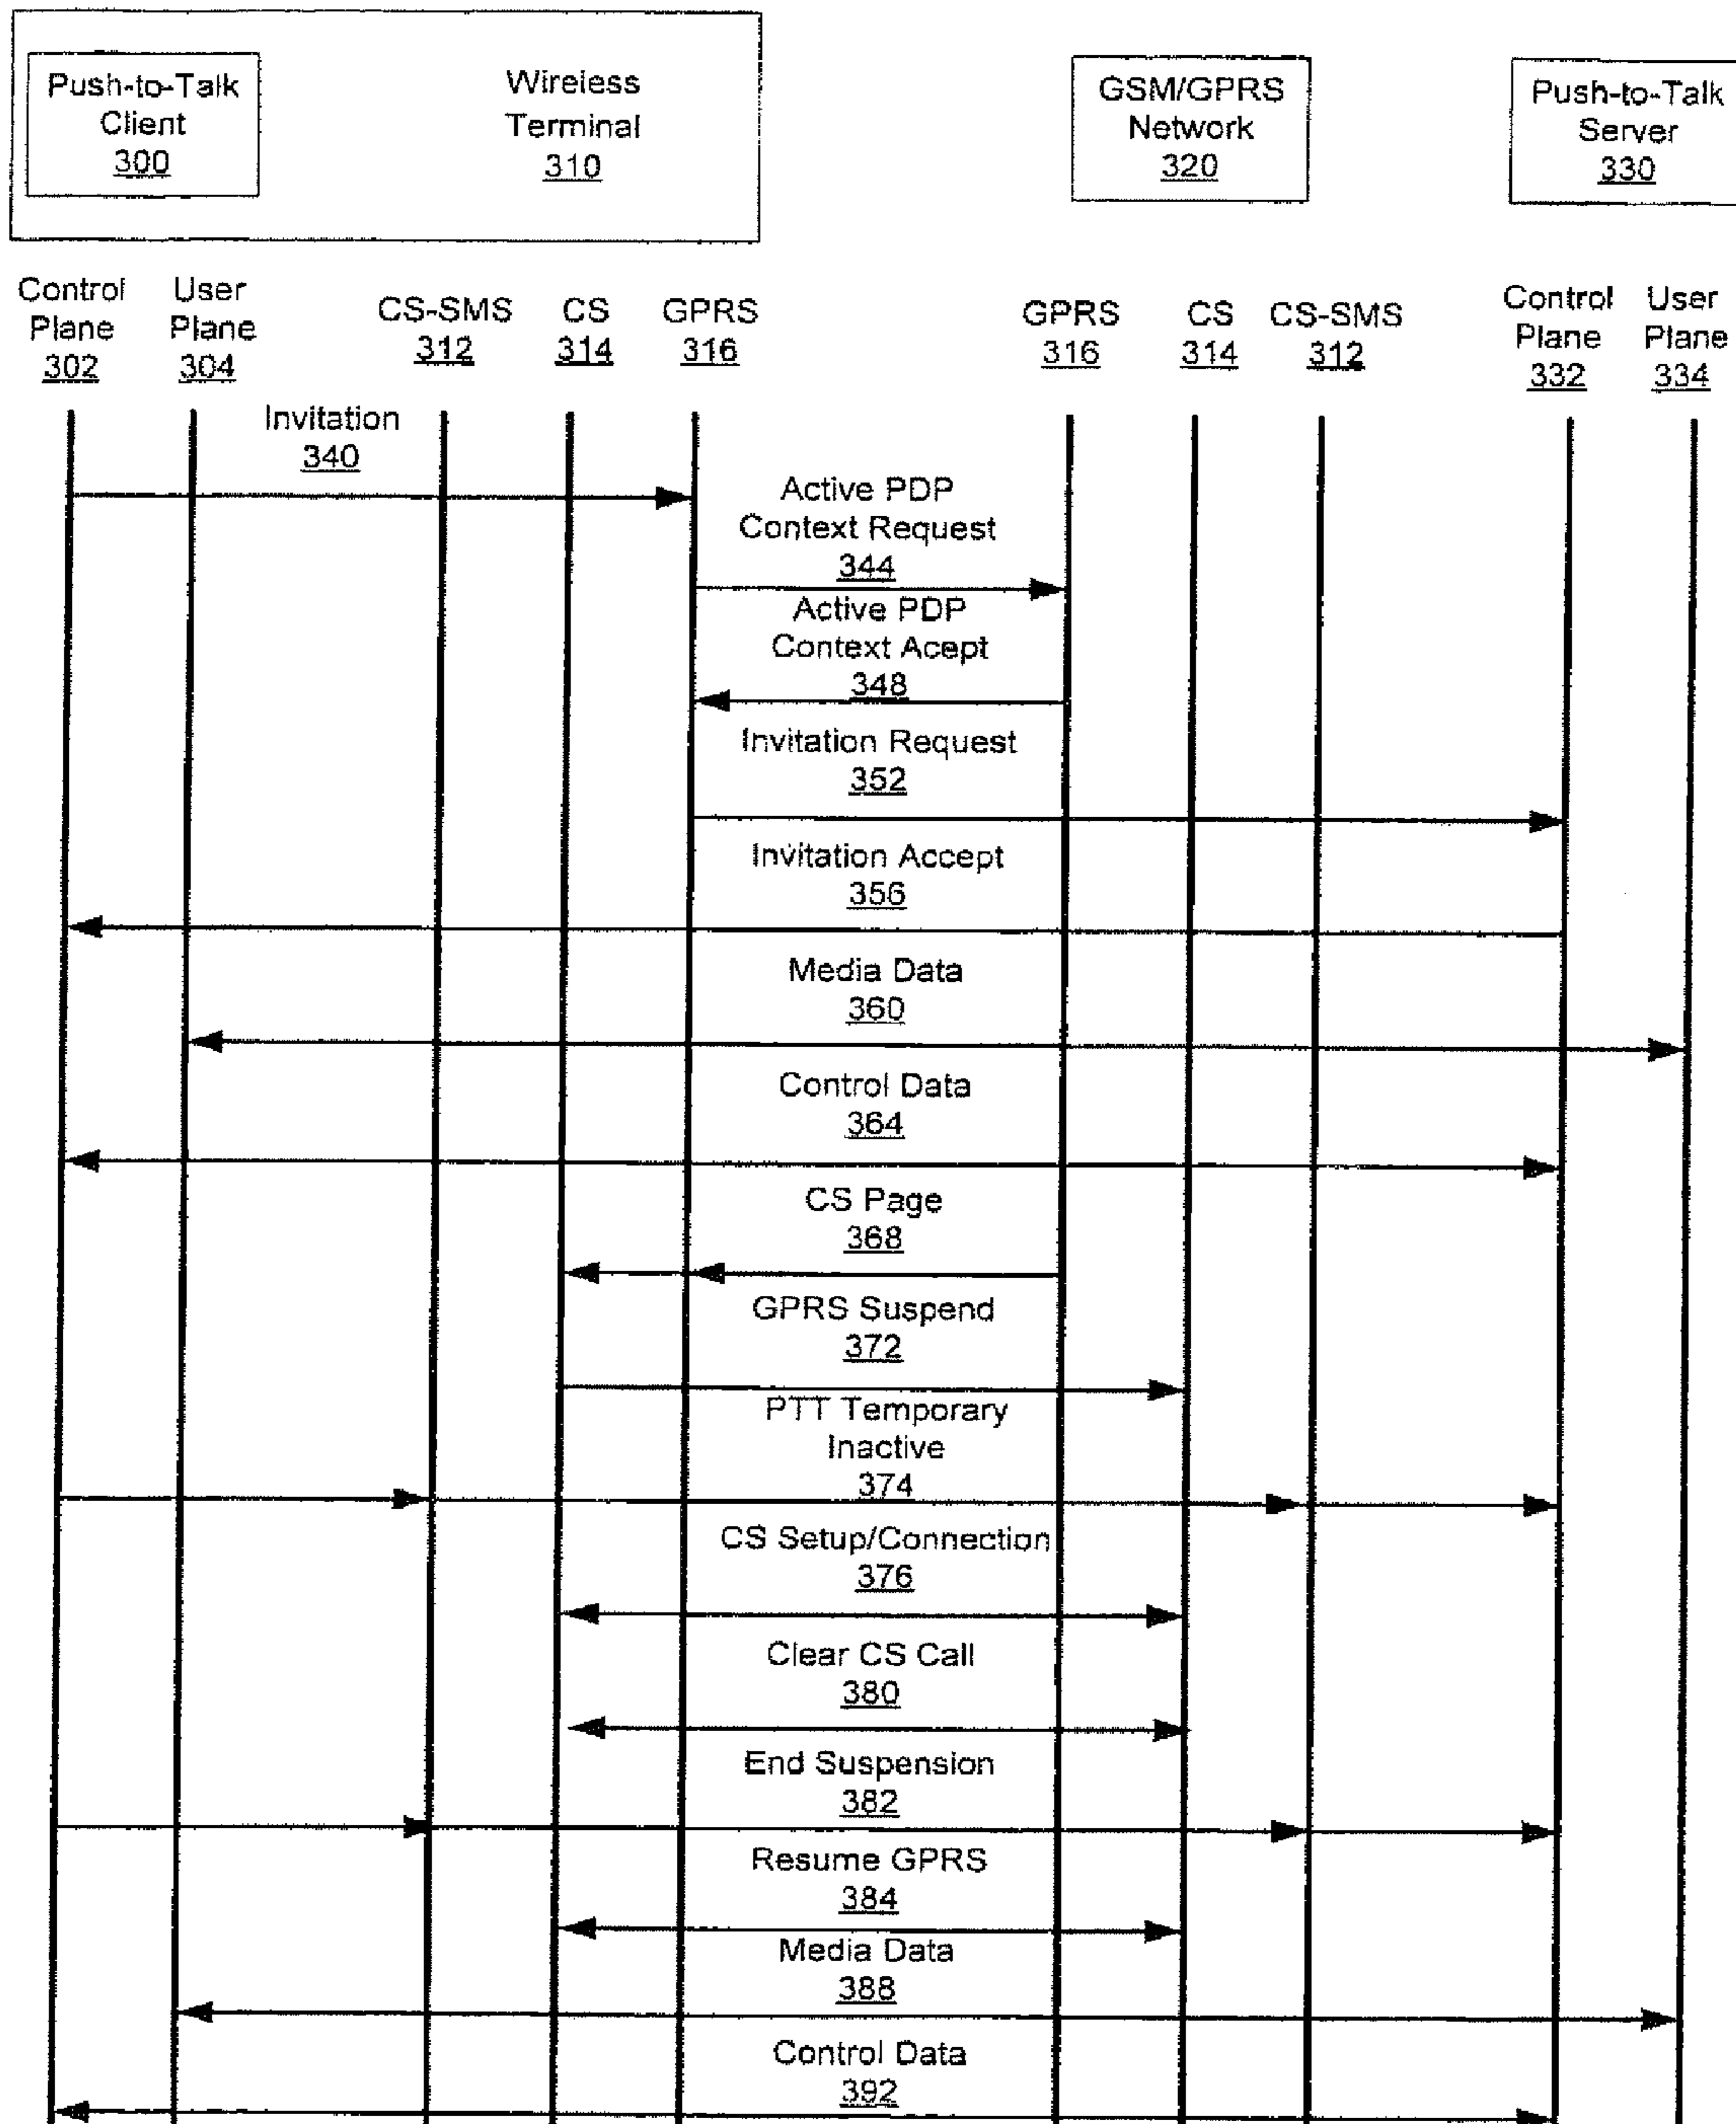 Push-to-Talk
Client
300
Wireless
Terminal
310
GSM/GPRS
Network
320
Push-to-Talk
Server
330
Control
Plane
302
User
Plane
304
CS-SMS
312
CS
314
GPRS
316
GPRS
316
CS
314
CS-SMS
312
Control
Plane
332
User
Plane
334
Invitation
340
Active PDP
Context Request
344
Active PDP
Context Acept
348
Invitation Request
352
Invitation Accept
356
Media Data
360
Control Data
364
CS Page
368
GPRS Suspend
372
PTT Temporary
Inactive
374
CS Setup/Connection
376
Clear CS Call
380
End Suspension
382
Resume GPRS
384
Media Data
388
Control Data
392